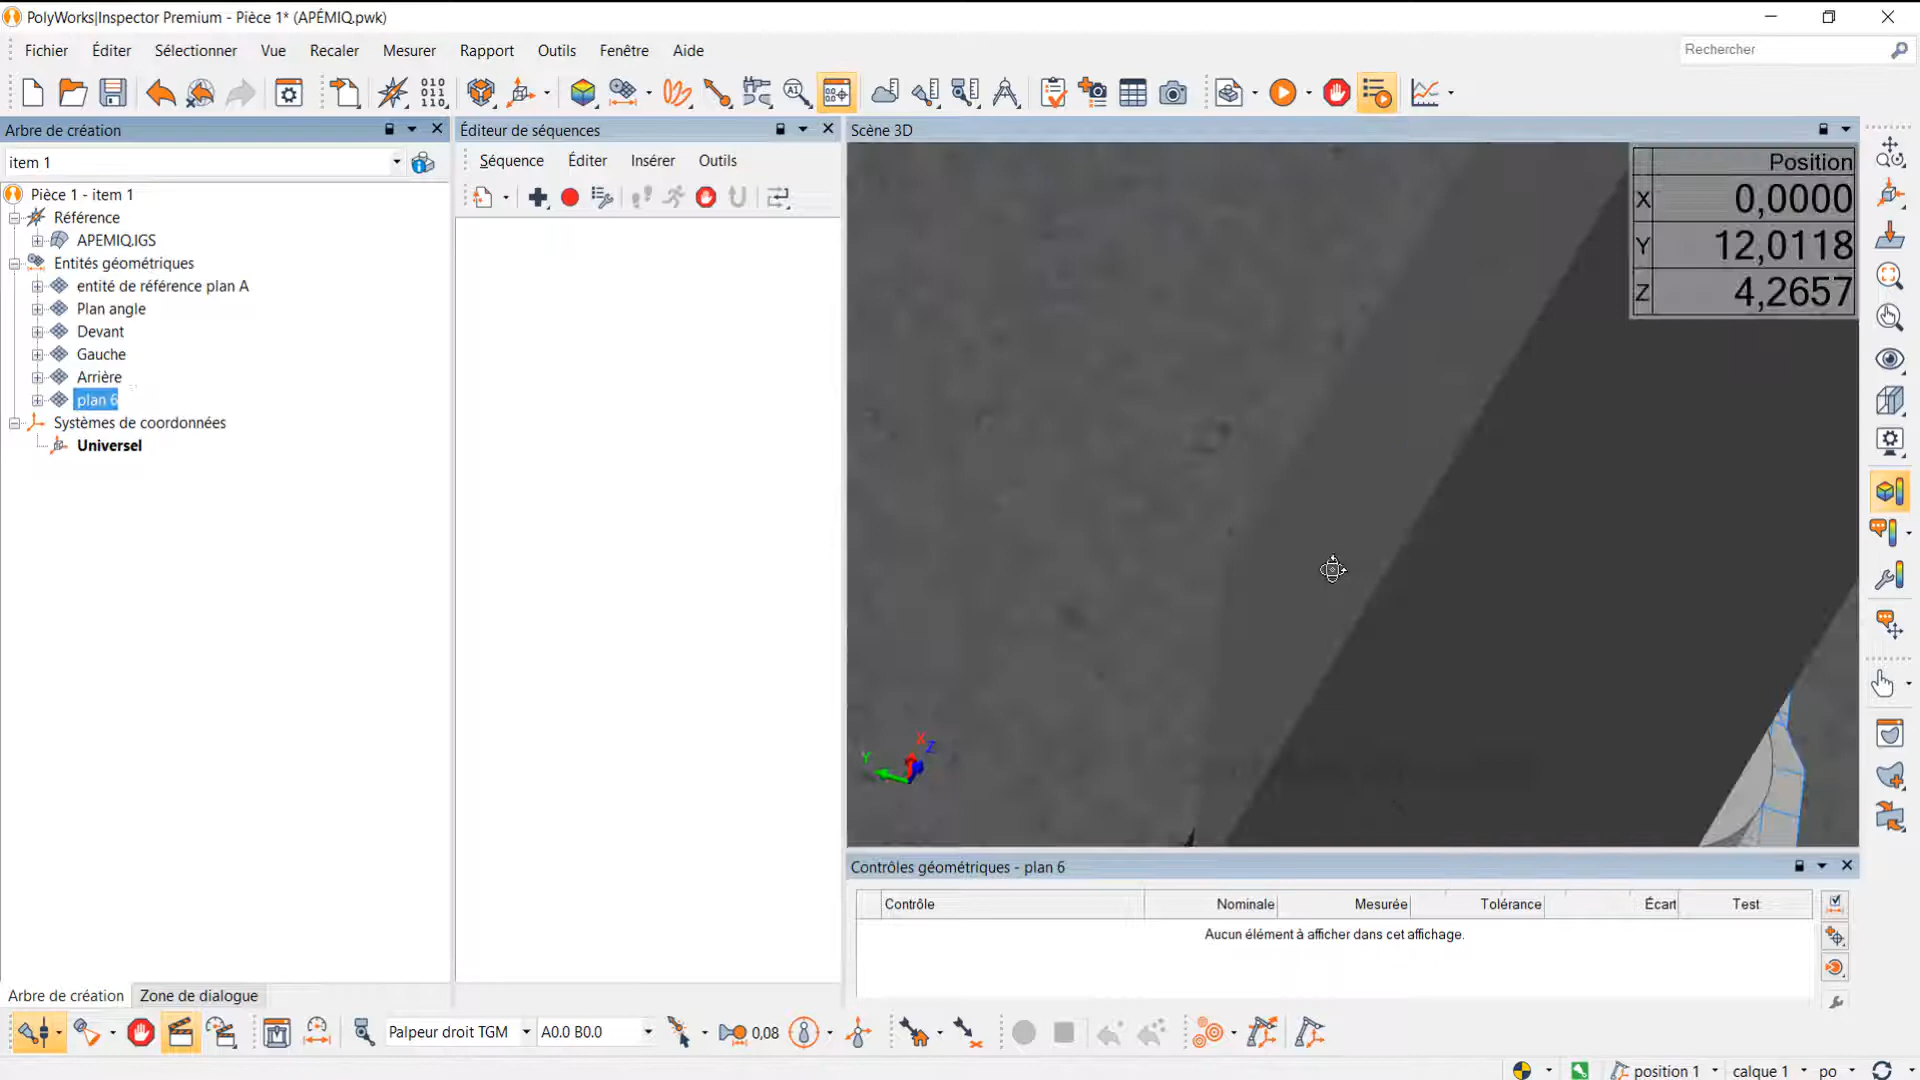 PolyWorks|Inspector Premium - Pièce 1* (APÉMIQ.pwk)
Fichier Éditer Sélectionner Vue Recaler Mesurer Rapport Outils Fenêtre Aide
Rechercher
Arbre de création
Éditeur de séquences
Scène 3D
item 1
Séquence Éditer Insérer Outils
Pièce 1 - item 1
Référence
APEMIQ.IGS
Entités géométriques
entité de référence plan A
Plan angle
Devant
Gauche
Arrière
plan 6
Systèmes de coordonnées
Universel
Position
X 0,0000
Y 12,0118
Z 4,2657
X
Y
Z
Contrôles géométriques - plan 6
Contrôle Nominale Mesurée Tolérance Écart Test
Aucun élément à afficher dans cet affichage.
Arbre de création Zone de dialogue
Palpeur droit TGM A0.0 B0.0 0,08
position 1 calque 1 po